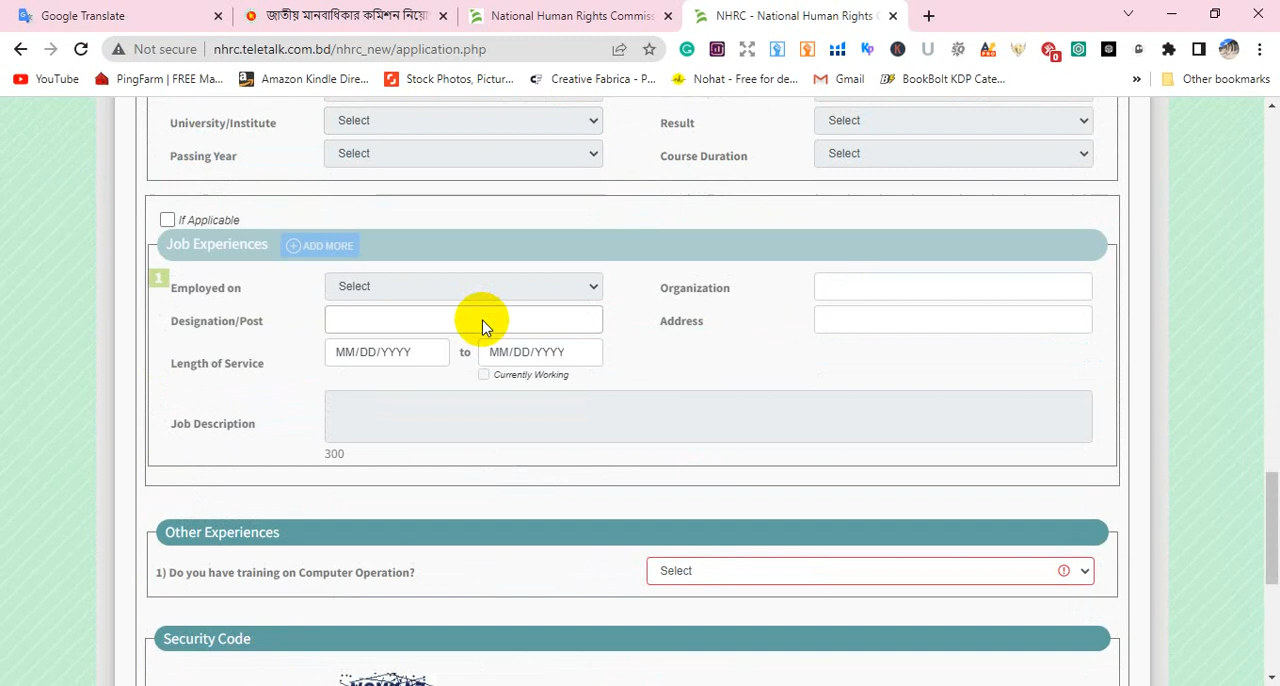 Google Translate
জাতীয় মানবাধিকার কমিশন নিয়ো
National Human Rights Commiss
NHRC - National Human Rights C
Not secure
nhrc.teletalk.com.bd/nhrc_new/application.php
YouTube
PingFarm | FREE Ma...
Amazon Kindle Dire...
Stock Photos, Pictur...
Creative Fabrica - P...
Nohat - Free for de...
Gmail
BookBolt KDP Cate...
»
Other bookmarks
University/Institute Select Result Select
Passing Year Select Course Duration Select
If Applicable
Job Experiences ADD MORE
1
Employed on Select Organization
Designation/Post Address
Length of Service MM/DD/YYYY to MM/DD/YYYY
Currently Working
Job Description
300
Other Experiences
1) Do you have training on Computer Operation? Select
Security Code